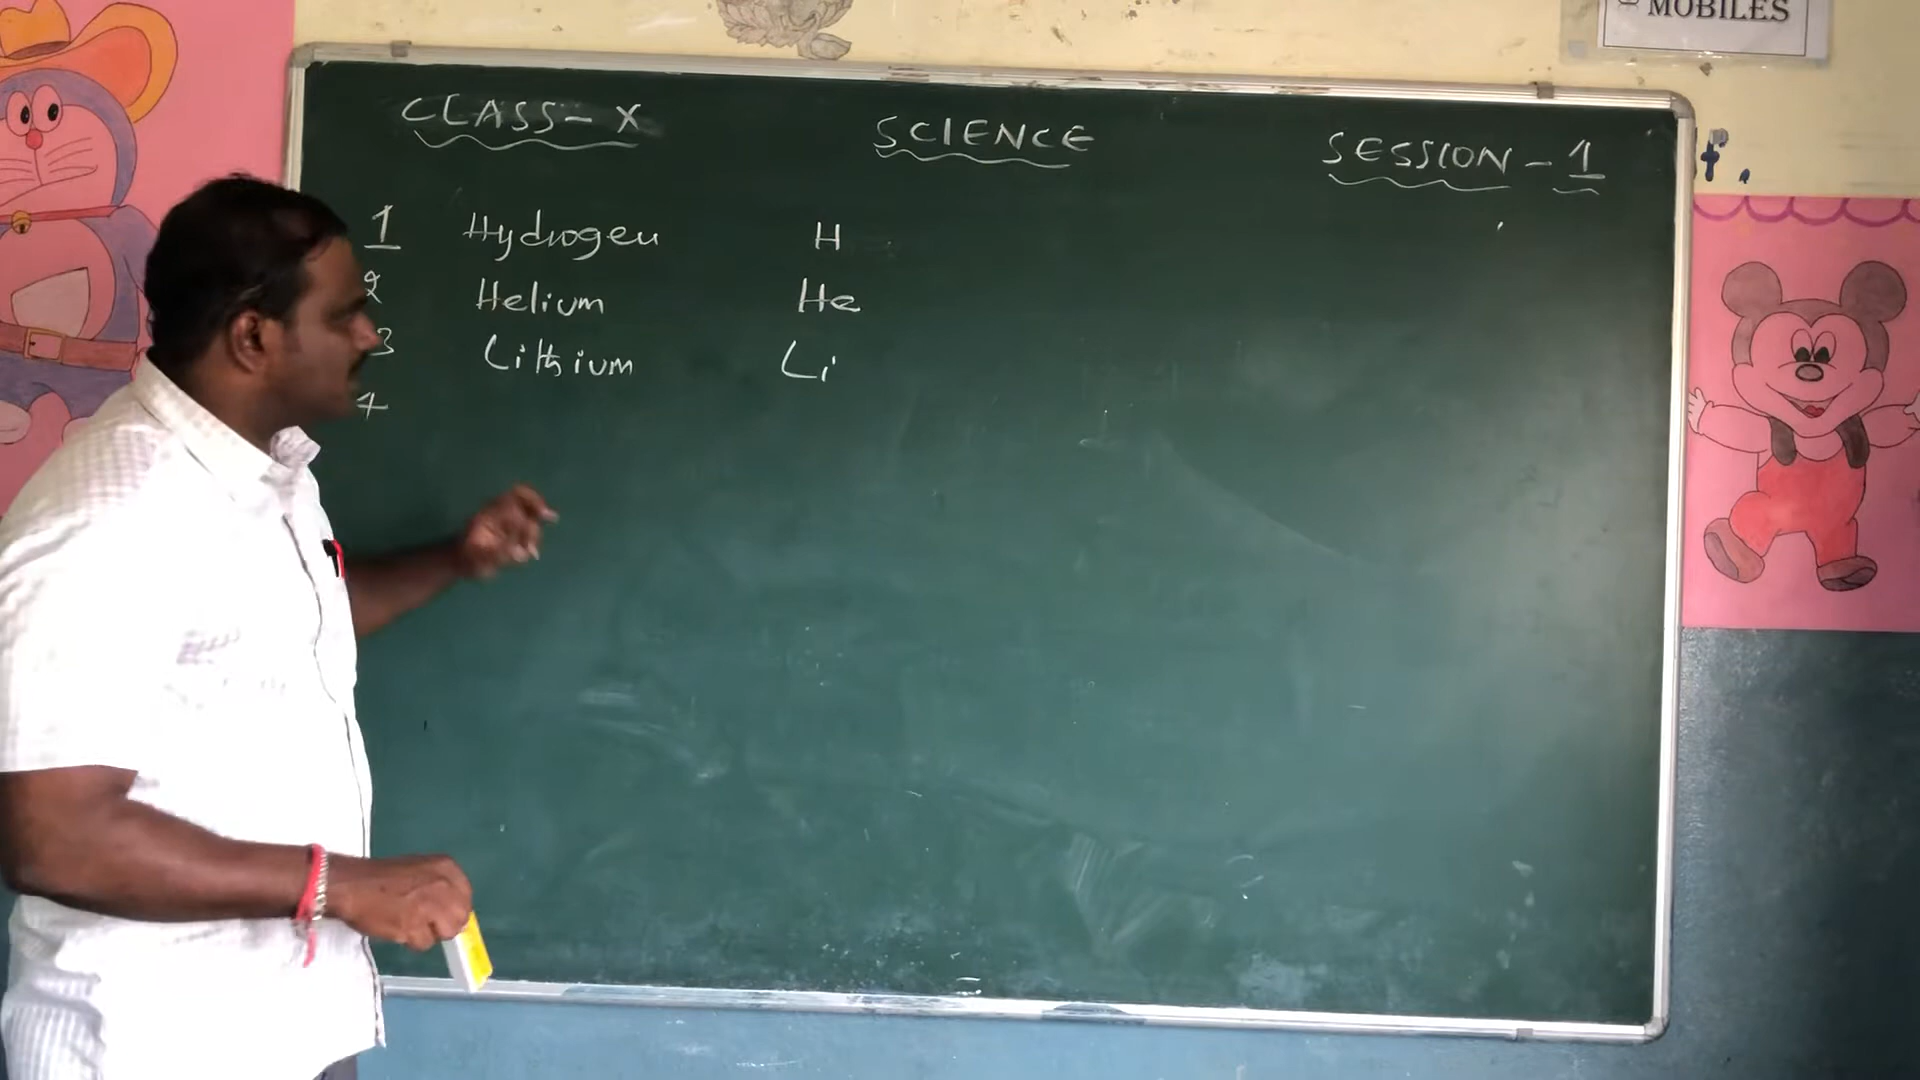 MOBILES
CLASS-X SCIENCE SESSION-1
1 Hydrogen H
2 Helium He
3 Lithium Li
4